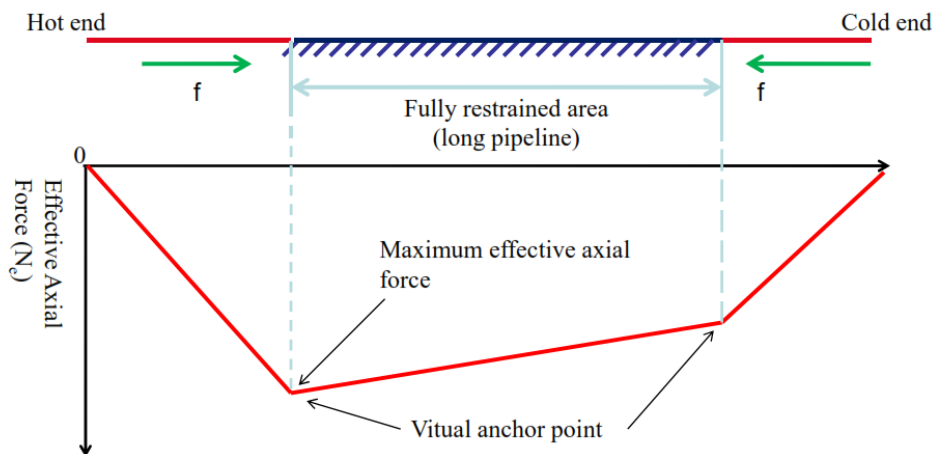 Hot end
Cold end
f
f
Fully restrained area
(long pipeline)
0
Effective Axial
Force (Nₑ)
Maximum effective axial
force
Vitual anchor point